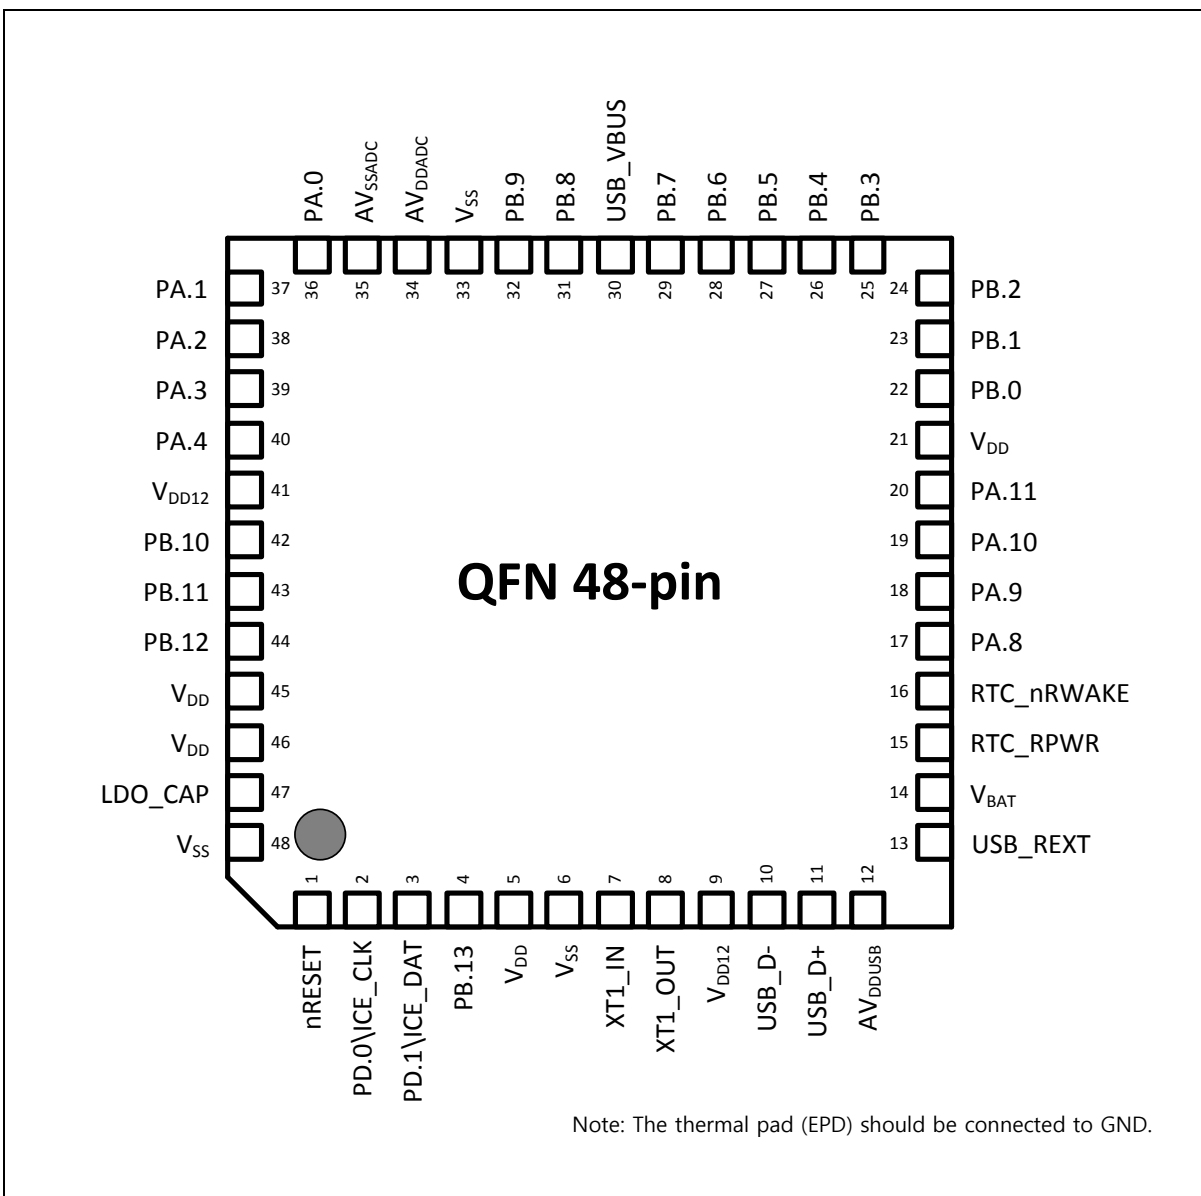 PA.0 AVSSADC AVDDADC VSS PB.9 PB.8 USB_VBUS PB.7 PB.6 PB.5 PB.4 PB.3
36 35 34 33 32 31 30 29 28 27 26 25
PA.1 37 24 PB.2
PA.2 38 23 PB.1
PA.3 39 22 PB.0
PA.4 40 21 VDD
VDD12 41 20 PA.11
PB.10 42 19 PA.10
QFN 48-pin
PB.11 43 18 PA.9
PB.12 44 17 PA.8
VDD 45 16 RTC_nRWAKE
VDD 46 15 RTC_RPWR
LDO_CAP 47 14 VBAT
VSS 48 13 USB_REXT
1 2 3 4 5 6 7 8 9 10 11 12
nRESET PD.0\ICE_CLK PD.1\ICE_DAT PB.13 VDD VSS XT1_IN XT1_OUT VDD12 USB_D- USB_D+ AVDDUSB
Note: The thermal pad (EPD) should be connected to GND.